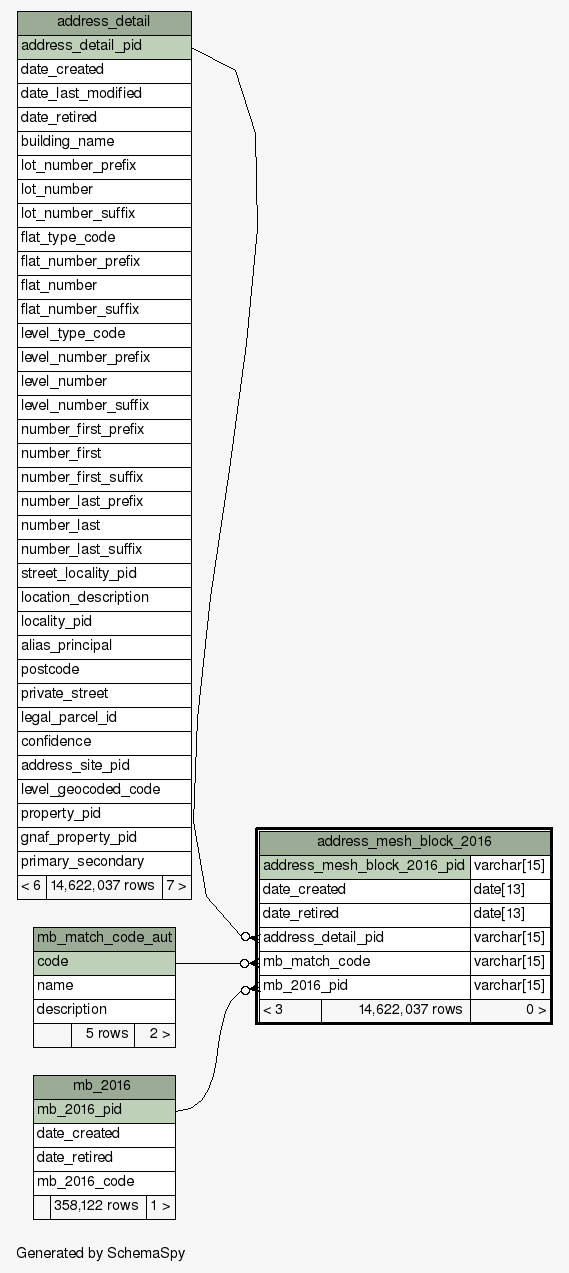 address_detail
address_detail_pid
date_created
date_last_modified
date_retired
building_name
lot_number_prefix
lot_number
lot_number_suffix
flat_type_code
flat_number_prefix
flat_number
flat_number_suffix
level_type_code
level_number_prefix
level_number
level_number_suffix
number_first_prefix
number_first
number_first_suffix
number_last_prefix
number_last
number_last_suffix
street_locality_pid
location_description
locality_pid
alias_principal
postcode
private_street
legal_parcel_id
confidence
address_site_pid
level_geocoded_code
property_pid
gnaf_property_pid
primary_secondary
< 6 14,622,037 rows 7 >
address_mesh_block_2016
address_mesh_block_2016_pid varchar[15]
date_created date[13]
date_retired date[13]
address_detail_pid varchar[15]
mb_match_code varchar[15]
mb_2016_pid varchar[15]
< 3 14,622,037 rows 0 >
mb_match_code_aut
code
name
description
5 rows 2 >
mb_2016
mb_2016_pid
date_created
date_retired
mb_2016_code
358,122 rows 1 >
Generated by SchemaSpy